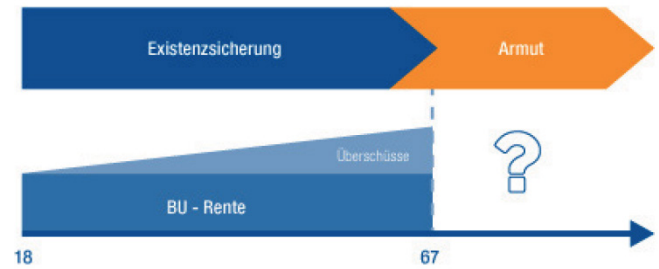 Existenzsicherung
Armut
Überschüsse
?
BU - Rente
18
67